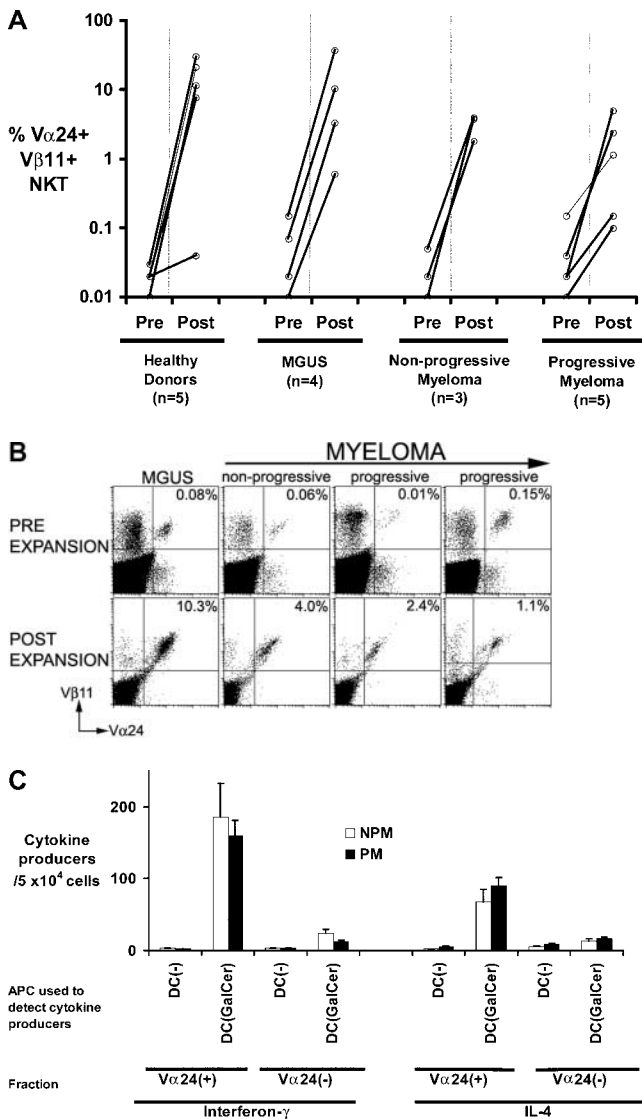 A
100
10
1
0.1
0.01
% Vα24+
Vβ11+
NKT
Pre Post Pre Post Pre Post Pre Post
Healthy
Donors
(n=5)
MGUS
(n=4)
Non-progressive
Myeloma
(n=3)
Progressive
Myeloma
(n=5)
B
MYELOMA
MGUS non-progressive progressive progressive
PRE
EXPANSION
0.08% 0.06% 0.01% 0.15%
POST
EXPANSION
10.3% 4.0% 2.4% 1.1%
Vβ11
Vα24
C
200
100
0
Cytokine
producers
/5 x10⁴ cells
NPM
PM
APC used to
detect cytokine
producers
DC(-) DC(GalCer) DC(-) DC(GalCer) DC(-) DC(GalCer) DC(-) DC(GalCer)
Fraction
Vα24(+) Vα24(-) Vα24(+) Vα24(-)
Interferon-γ IL-4